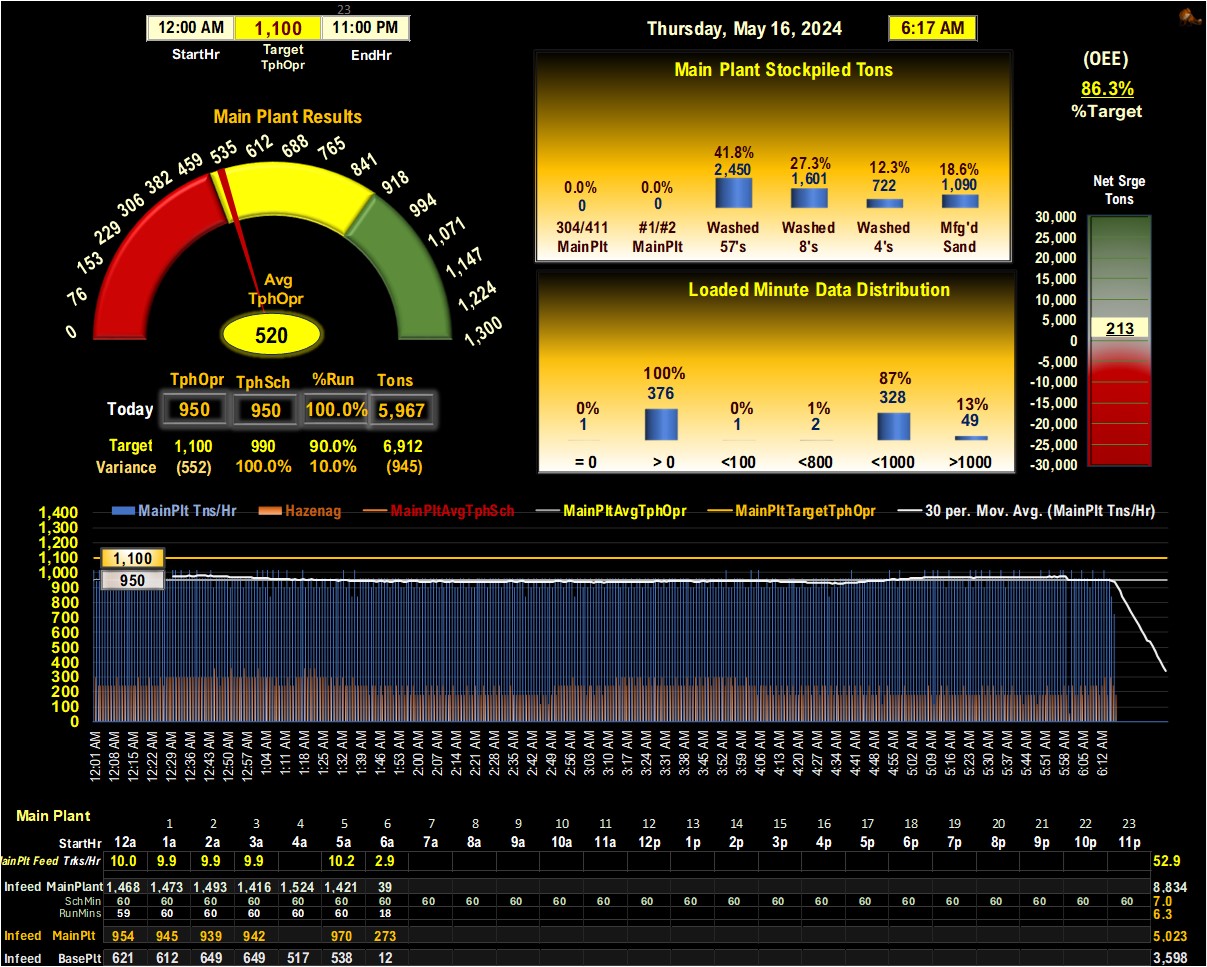 23
12:00 AM 1,100 11:00 PM
StartHr Target TphOpr EndHr
Thursday, May 16, 2024 6:17 AM
(OEE)
86.3%
%Target
Main Plant Results
0 76 153 229 306 382 459 535 612 688 765 841 918 994 1,071 1,147 1,224 1,300
Avg
TphOpr
520
TphOpr TphSch %Run Tons
Today 950 950 100.0% 5,967
Target 1,100 990 90.0% 6,912
Variance (552) 100.0% 10.0% (945)
Main Plant Stockpiled Tons
0.0% 0.0% 41.8% 27.3% 12.3% 18.6%
0 0 2,450 1,601 722 1,090
304/411 #1/#2 Washed Washed Washed Mfg'd
MainPlt MainPlt 57's 8's 4's Sand
Loaded Minute Data Distribution
0% 100% 0% 1% 87% 13%
1 376 1 2 328 49
= 0 > 0 <100 <800 <1000 >1000
Net Srge
Tons
30,000
25,000
20,000
15,000
10,000
5,000
213
0
-5,000
-10,000
-15,000
-20,000
-25,000
-30,000
MainPlt Tns/Hr Hazenag MainPltAvgTphSch MainPltAvgTphOpr MainPltTargetTphOpr 30 per. Mov. Avg. (MainPlt Tns/Hr)
1,400
1,300
1,200
1,100
1,000
900
800
700
600
500
400
300
200
100
0
1,100
950
12:01 AM 12:08 AM 12:15 AM 12:22 AM 12:29 AM 12:36 AM 12:43 AM 12:50 AM 12:57 AM 1:04 AM 1:11 AM 1:18 AM 1:25 AM 1:32 AM 1:39 AM 1:46 AM 1:53 AM 2:00 AM 2:07 AM 2:14 AM 2:21 AM 2:28 AM 2:35 AM 2:42 AM 2:49 AM 2:56 AM 3:03 AM 3:10 AM 3:17 AM 3:24 AM 3:31 AM 3:38 AM 3:45 AM 3:52 AM 3:59 AM 4:06 AM 4:13 AM 4:20 AM 4:27 AM 4:34 AM 4:41 AM 4:48 AM 4:55 AM 5:02 AM 5:09 AM 5:16 AM 5:23 AM 5:30 AM 5:37 AM 5:44 AM 5:51 AM 5:58 AM 6:05 AM 6:12 AM
Main Plant
1 2 3 4 5 6 7 8 9 10 11 12 13 14 15 16 17 18 19 20 21 22 23
StartHr 12a 1a 2a 3a 4a 5a 6a 7a 8a 9a 10a 11a 12p 1p 2p 3p 4p 5p 6p 7p 8p 9p 10p 11p
ainPlt Feed Trks/Hr 10.0 9.9 9.9 9.9 10.2 2.9 52.9
Infeed MainPlant 1,468 1,473 1,493 1,416 1,524 1,421 39 8,834
SchMin 60 60 60 60 60 60 60 60 60 60 60 60 60 60 60 60 60 60 60 60 60 60 60 60 7.0
RunMins 59 60 60 60 60 60 18 6.3
Infeed MainPlt 954 945 939 942 970 273 5,023
Infeed BasePlt 621 612 649 649 517 538 12 3,598